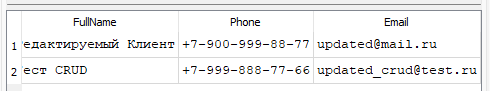 FullName Phone Email
1 едактируемый Клиент +7-900-999-88-77 updated@mail.ru
2 ест CRUD +7-999-888-77-66 updated_crud@test.ru